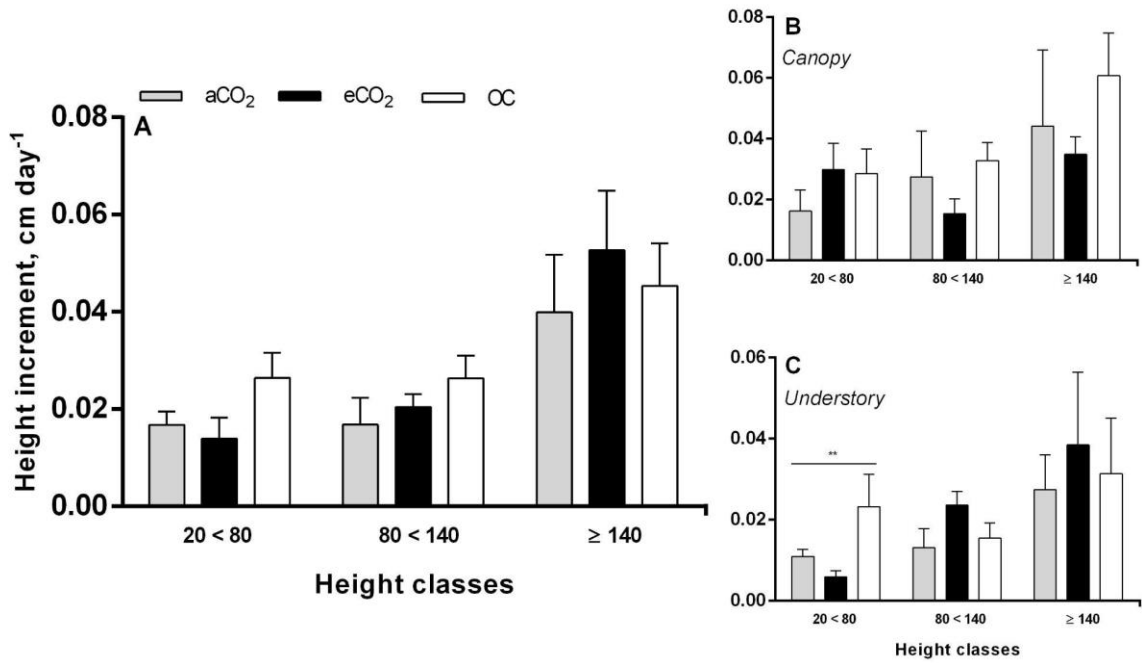 aCO₂ eCO₂ OC
A
Height increment, cm day⁻¹
0.08
0.06
0.04
0.02
0.00
20 < 80 80 < 140 ≥ 140
Height classes
B
Canopy
0.08
0.06
0.04
0.02
0.00
20 < 80 80 < 140 ≥ 140
C
Understory
0.06
0.04
0.02
0.00
**
20 < 80 80 < 140 ≥ 140
Height classes